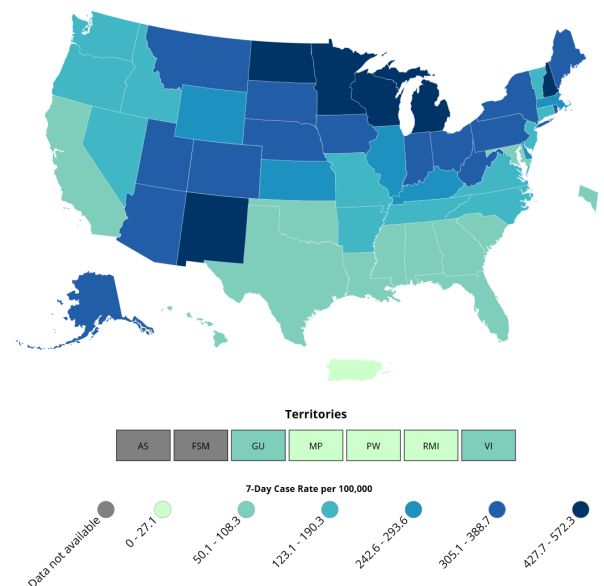 Territories
AS FSM GU MP PW RMI VI
7-Day Case Rate per 100,000
Data not available 0 - 27.1 50.1 - 108.3 123.1 - 190.3 242.6 - 293.6 305.1 - 388.7 427.7 - 572.3